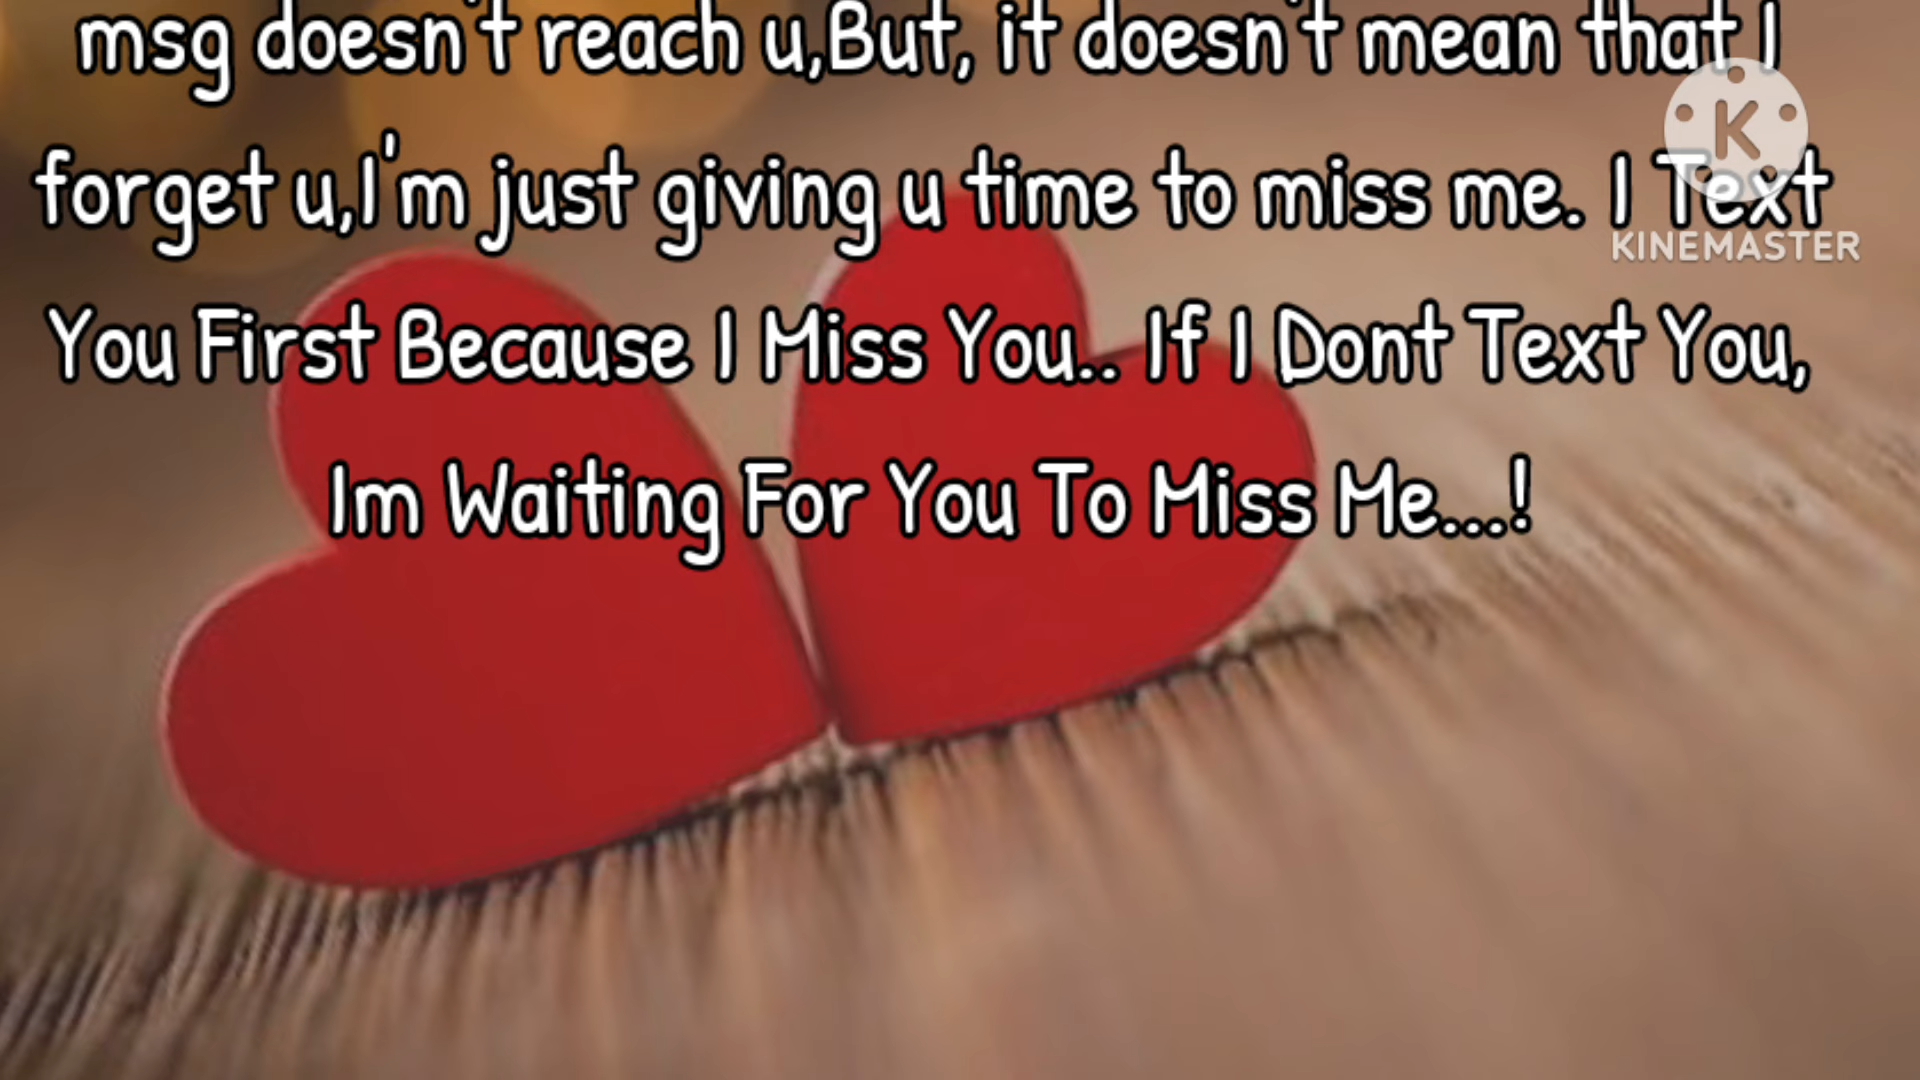 msg doesn't reach u,But, it doesn't mean that I
forget u,I'm just giving u time to miss me. I Text
You First Because I Miss You.. If I Dont Text You,
Im Waiting For You To Miss Me...!
K
KINEMASTER